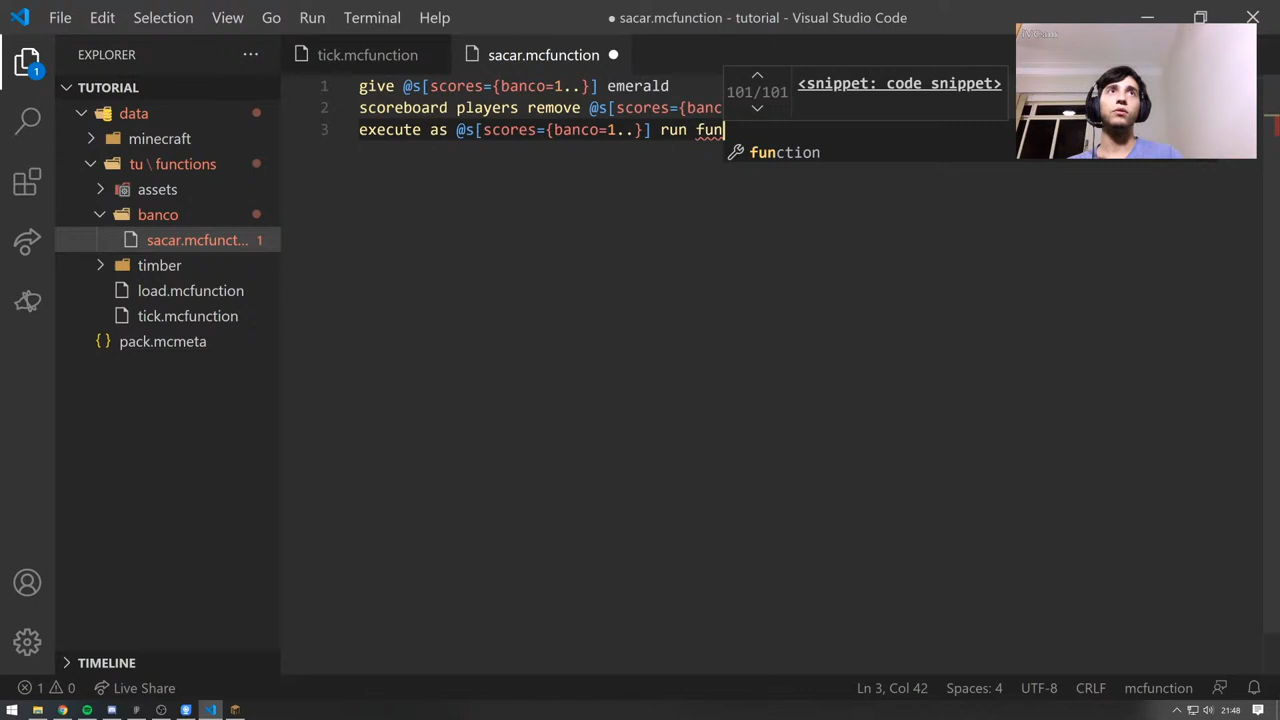 File Edit Selection View Go Run Terminal Help
● sacar.mcfunction - tutorial - Visual Studio Code
EXPLORER
tick.mcfunction
sacar.mcfunction
TUTORIAL
data
minecraft
tu \ functions
assets
banco
sacar.mcfunct... 1
timber
load.mcfunction
tick.mcfunction
pack.mcmeta
TIMELINE
1
1 give @s[scores={banco=1..}] emerald
2 scoreboard players remove @s[scores={banc
3 execute as @s[scores={banco=1..}] run fun
101/101
<snippet: code snippet>
function
iVCam
1 0 Live Share
Ln 3, Col 42 Spaces: 4 UTF-8 CRLF mcfunction
21:48